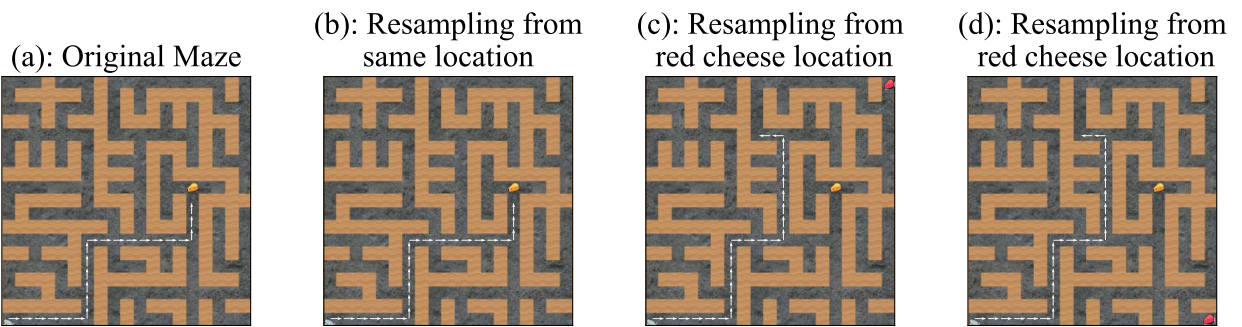 (a): Original Maze
(b): Resampling from
same location
(c): Resampling from
red cheese location
(d): Resampling from
red cheese location